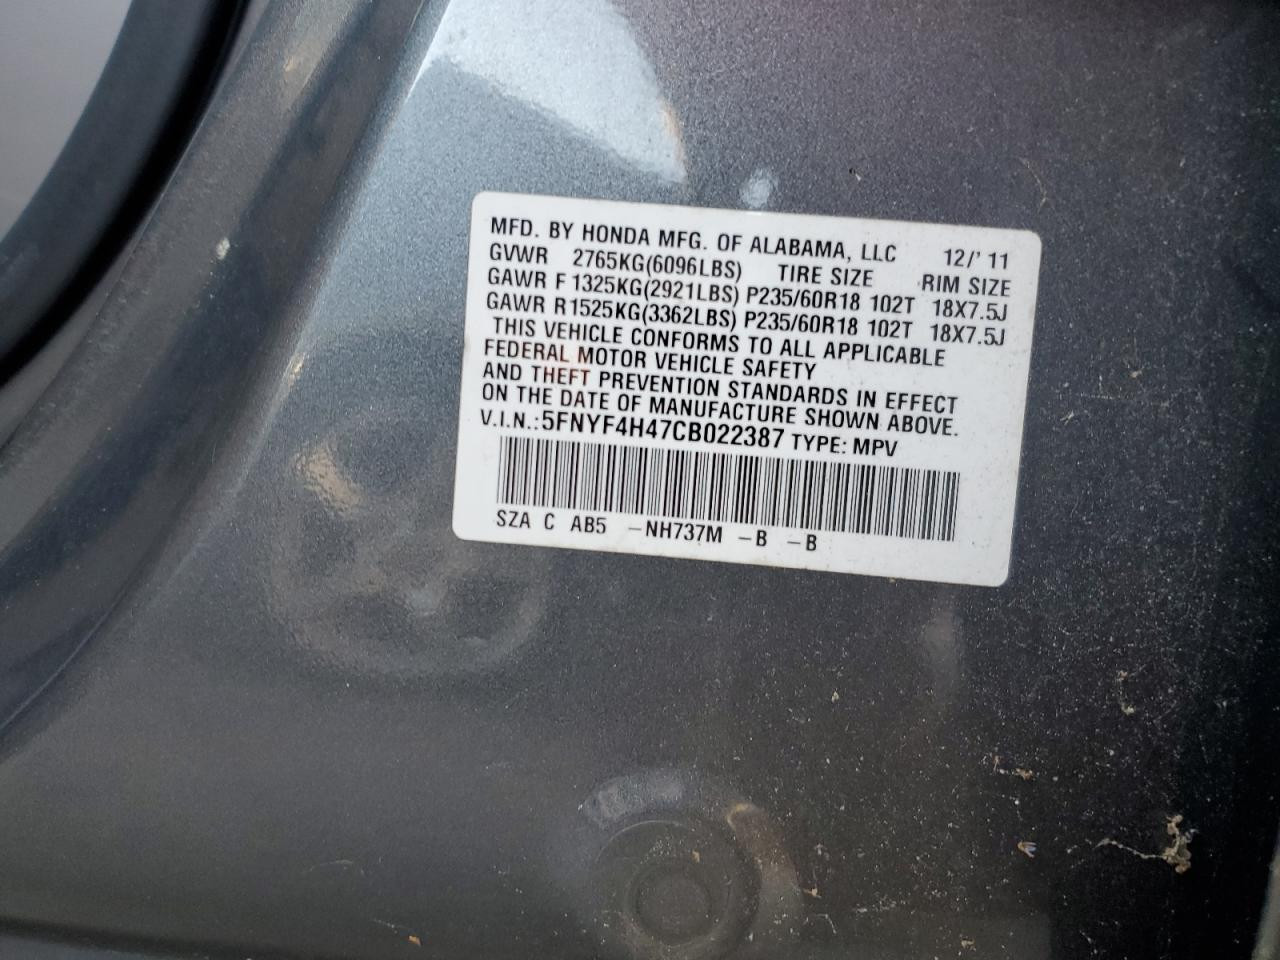 MFD. BY HONDA MFG. OF ALABAMA, LLC 12/'11
GVWR 2765KG(6096LBS) TIRE SIZE RIM SIZE
GAWR F 1325KG(2921LBS) P235/60R18 102T 18X7.5J
GAWR R 1525KG(3362LBS) P235/60R18 102T 18X7.5J
THIS VEHICLE CONFORMS TO ALL APPLICABLE
FEDERAL MOTOR VEHICLE SAFETY
AND THEFT PREVENTION STANDARDS IN EFFECT
ON THE DATE OF MANUFACTURE SHOWN ABOVE.
V.I.N.:5FNYF4H47CB022387 TYPE: MPV
SZA C AB5 -NH737M -B -B